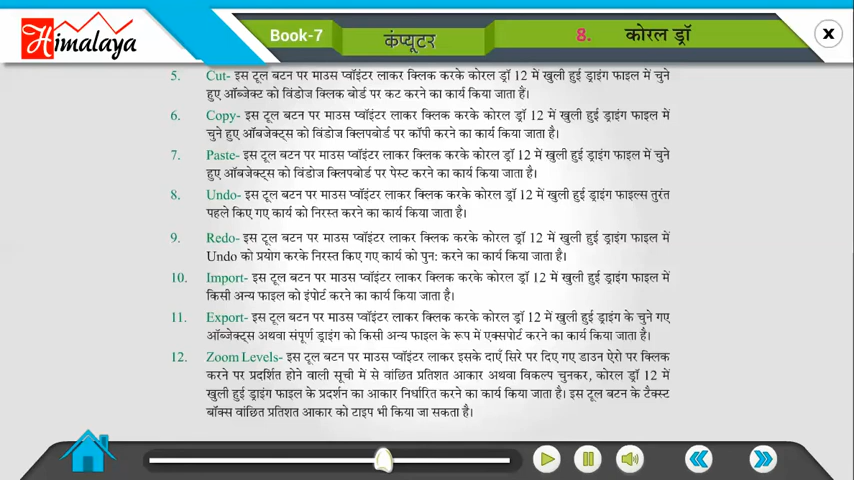 Himalaya
Book-7
कंप्यूटर
8. कोरल ड्रॉ
X
5. Cut- इस टूल बटन पर माउस प्वॉइंटर लाकर क्लिक करके कोरल ड्रॉ 12 में खुली हुई ड्राइंग फाइल में चुने
हुए ऑब्जेक्ट को विंडोज क्लिक बोर्ड पर कट करने का कार्य किया जाता हैं।
6. Copy- इस टूल बटन पर माउस प्वॉइंटर लाकर क्लिक करके कोरल ड्रॉ 12 में खुली हुई ड्राइंग फाइल में
चुने हुए ऑबजेक्ट्स को विंडोज क्लिपबोर्ड पर कॉपी करने का कार्य किया जाता है।
7. Paste- इस टूल बटन पर माउस प्वॉइंटर लाकर क्लिक करके कोरल ड्रॉ 12 में खुली हुई ड्राइंग फाइल में चुने
हुए ऑबजेक्ट्स को विंडोज क्लिपबोर्ड पर पेस्ट करने का कार्य किया जाता है।
8. Undo- इस टूल बटन पर माउस प्वॉइंटर लाकर क्लिक करके कोरल ड्रॉ 12 में खुली हुई ड्राइंग फाइल्स तुरंत
पहले किए गए कार्य को निरस्त करने का कार्य किया जाता है।
9. Redo- इस टूल बटन पर माउस प्वॉइंटर लाकर क्लिक करके कोरल ड्रॉ 12 में खुली हुई ड्राइंग फाइल में
Undo को प्रयोग करके निरस्त किए गए कार्य को पुन: करने का कार्य किया जाता है।
10. Import- इस टूल बटन पर माउस प्वॉइंटर लाकर क्लिक करके कोरल ड्रॉ 12 में खुली हुई ड्राइंग फाइल में
किसी अन्य फाइल को इंपोर्ट करने का कार्य किया जाता है।
11. Export- इस टूल बटन पर माउस प्वॉइंटर लाकर क्लिक करके कोरल ड्रॉ 12 में खुली हुई ड्राइंग के चुने गए
ऑब्जेक्ट्स अथवा संपूर्ण ड्राइंग को किसी अन्य फाइल के रूप में एक्सपोर्ट करने का कार्य किया जाता है।
12. Zoom Levels- इस टूल बटन पर माउस प्वॉइंटर लाकर इसके दाएँ सिरे पर दिए गए डाउन ऐरो पर क्लिक
करने पर प्रदर्शित होने वाली सूची में से वांछित प्रतिशत आकार अथवा विकल्प चुनकर, कोरल ड्रॉ 12 में
खुली हुई ड्राइंग फाइल के प्रदर्शन का आकार निर्धारित करने का कार्य किया जाता है। इस टूल बटन के टैक्स्ट
बॉक्स वांछित प्रतिशत आकार को टाइप भी किया जा सकता है।